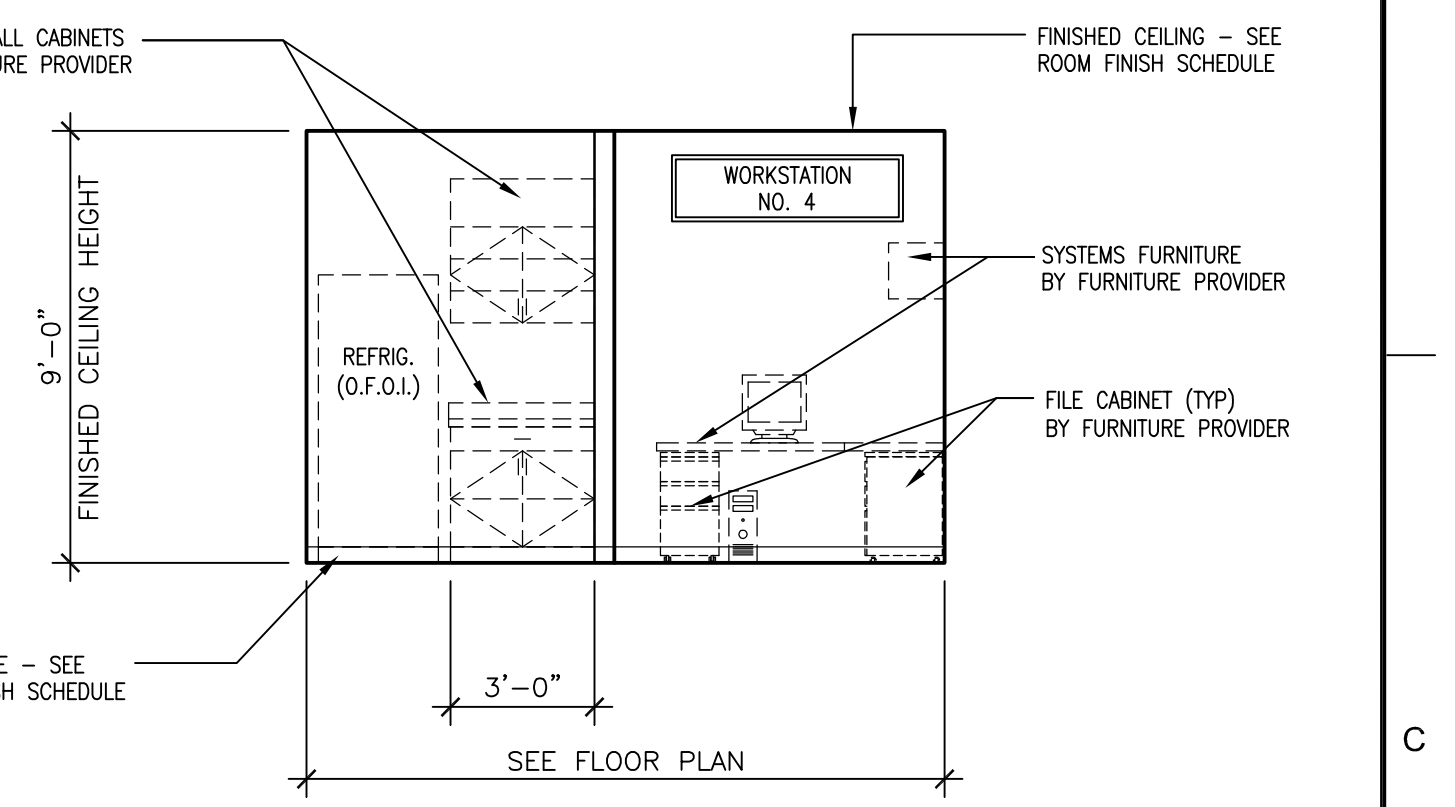 ALL CABINETS
URE PROVIDER
FINISHED CEILING – SEE
ROOM FINISH SCHEDULE
9'–0"
FINISHED CEILING HEIGHT
WORKSTATION
NO. 4
SYSTEMS FURNITURE
BY FURNITURE PROVIDER
REFRIG.
(O.F.O.I.)
FILE CABINET (TYP)
BY FURNITURE PROVIDER
E – SEE
SH SCHEDULE
3'–0"
SEE FLOOR PLAN
C